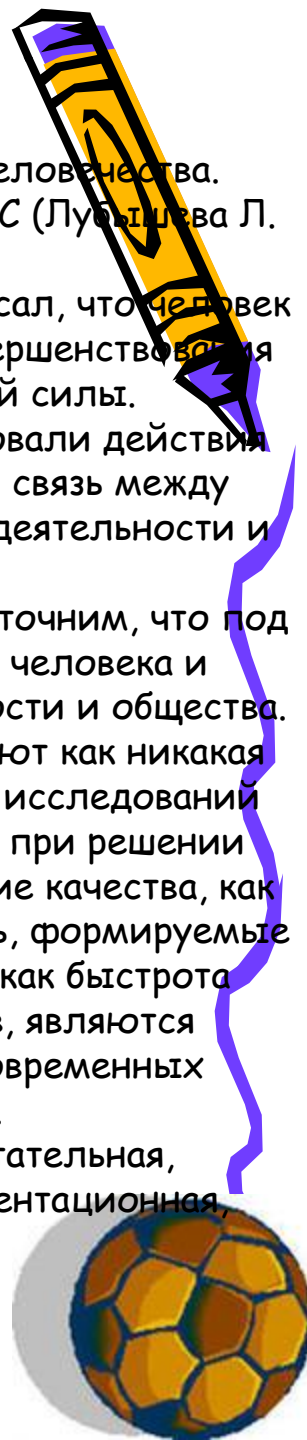 еловечества.
С (Лубышева Л.
сал, что человек
ершенствования
й силы.
овали действия
связь между
деятельности и
точним, что под
человека и
ости и общества.
ют как никакая
исследований
при решении
ие качества, как
ь, формируемые
как быстрота
в, являются
овременных
тательная,
ентационная,